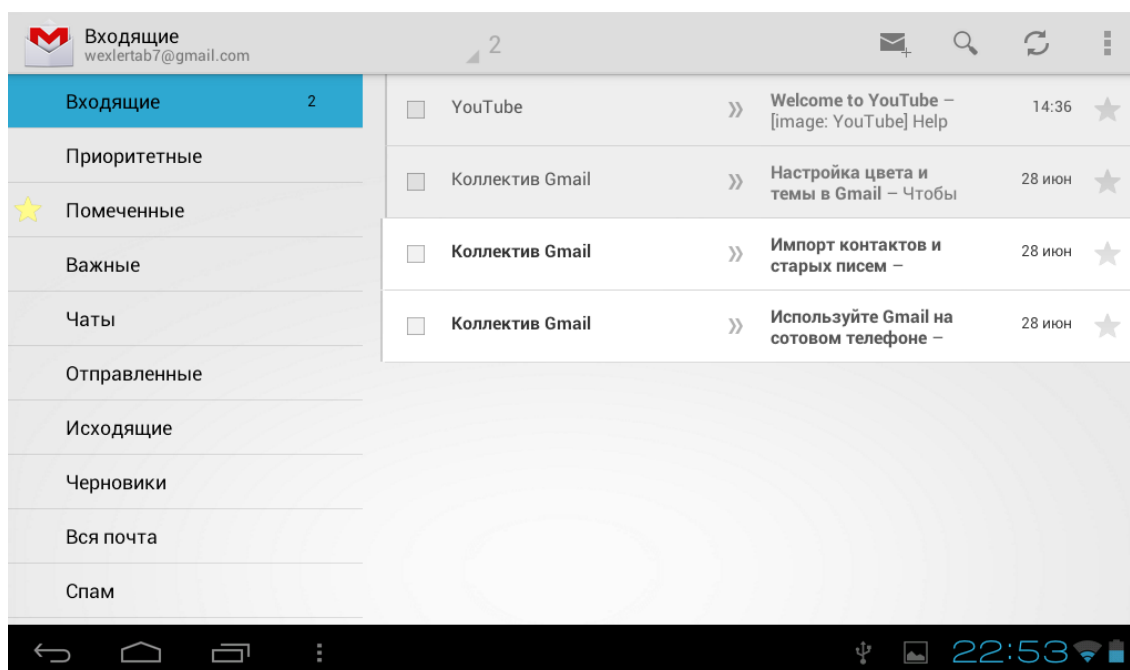 Входящие
wexlertab7@gmail.com
2
Входящие 2
Приоритетные
Помеченные
Важные
Чаты
Отправленные
Исходящие
Черновики
Вся почта
Спам
YouTube » Welcome to YouTube – 14:36
[image: YouTube] Help
Коллектив Gmail » Настройка цвета и 28 июн
темы в Gmail – Чтобы
Коллектив Gmail » Импорт контактов и 28 июн
старых писем –
Коллектив Gmail » Используйте Gmail на 28 июн
сотовом телефоне –
22:53